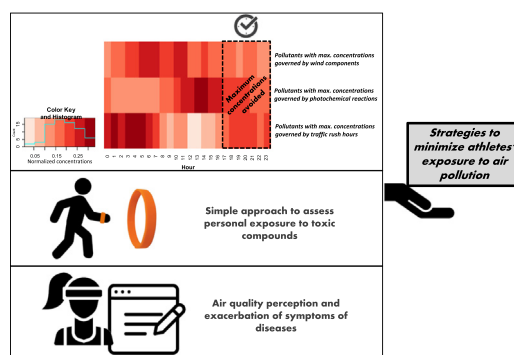 Pollutants with max. concentrations
governed by wind components
Maximum
concentrations
avoided
Pollutants with max. concentrations
governed by photochemical reactions
Pollutants with max. concentrations
governed by traffic rush hours
Color Key
and Histogram
Count
0 5 15
0.05 0.15 0.25
Normalized concentrations
0 1 2 3 4 5 6 7 8 9 10 11 12 13 14 15 16 17 18 19 20 21 22 23
Hour
Strategies to
minimize athletes'
exposure to air
pollution
Simple approach to assess
personal exposure to toxic
compounds
Air quality perception and
exacerbation of symptoms of
diseases